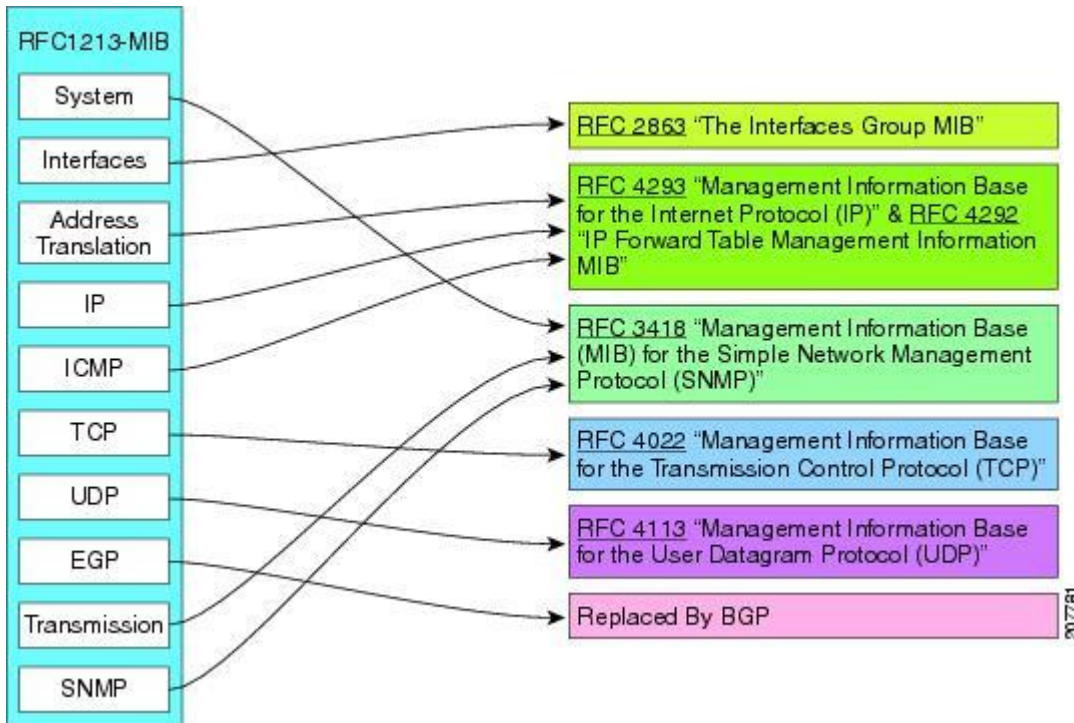 RFC1213-MIB
System
Interfaces
Address
Translation
IP
ICMP
TCP
UDP
EGP
Transmission
SNMP
RFC 2863 “The Interfaces Group MIB”
RFC 4293 “Management Information Base
for the Internet Protocol (IP)” & RFC 4292
“IP Forward Table Management Information
MIB”
RFC 3418 “Management Information Base
(MIB) for the Simple Network Management
Protocol (SNMP)”
RFC 4022 “Management Information Base
for the Transmission Control Protocol (TCP)”
RFC 4113 “Management Information Base
for the User Datagram Protocol (UDP)”
Replaced By BGP
207781